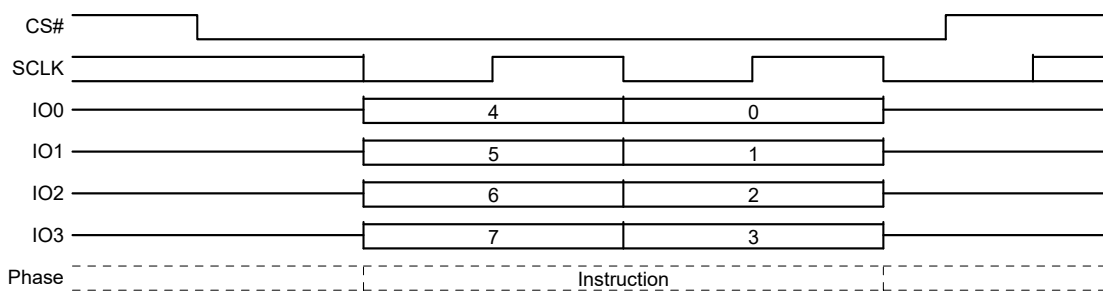 CS#
SCLK
IO0 4 0
IO1 5 1
IO2 6 2
IO3 7 3
Phase Instruction